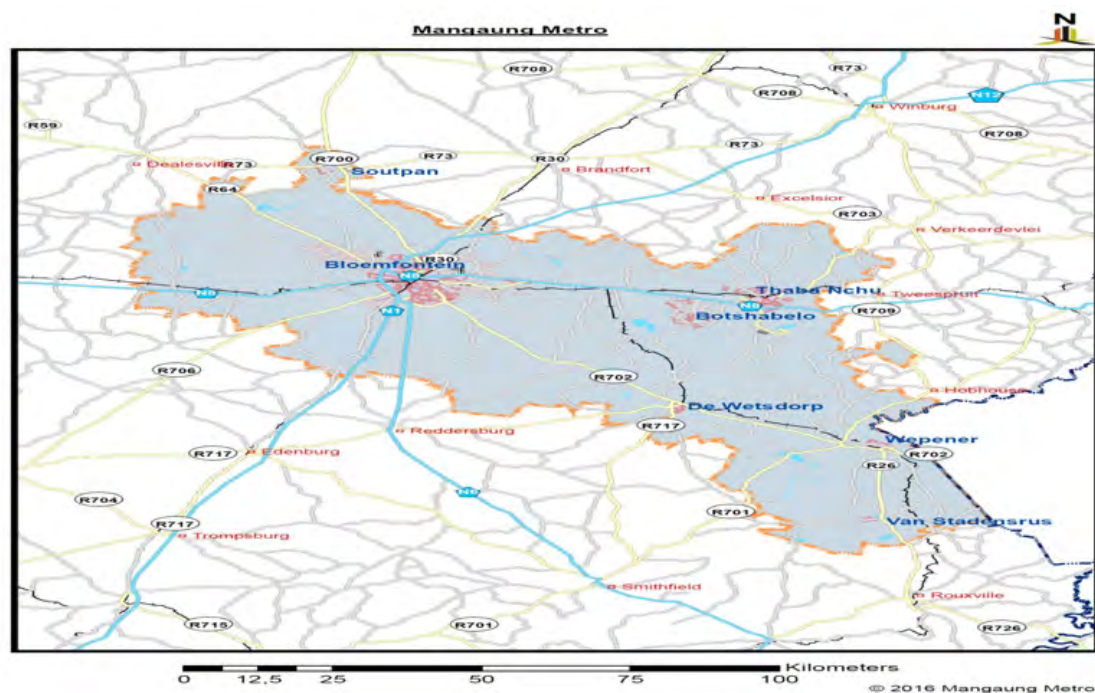 Mangaung Metro
N
R708
R73
R708
N12
Winburg
R59
R708
Dealesville
R73
R700
R73
R30
R73
Soutpan
Brandfort
R64
Excelsior
R703
Verkeerdevlei
R30
Bloemfontein
N8
N8
Thaba Nchu
Tweespruit
N8
Botshabelo
N1
R709
R706
R702
Hobhouse
De Wetsdorp
R717
Reddersburg
Wepener
R717
Edenburg
R702
R26
N6
R704
R701
R717
Van Stadensrus
Trompsburg
Smithfield
Rouxville
R715
R701
R726
0 12,5 25 50 75 100 Kilometers
© 2016 Mangaung Metro